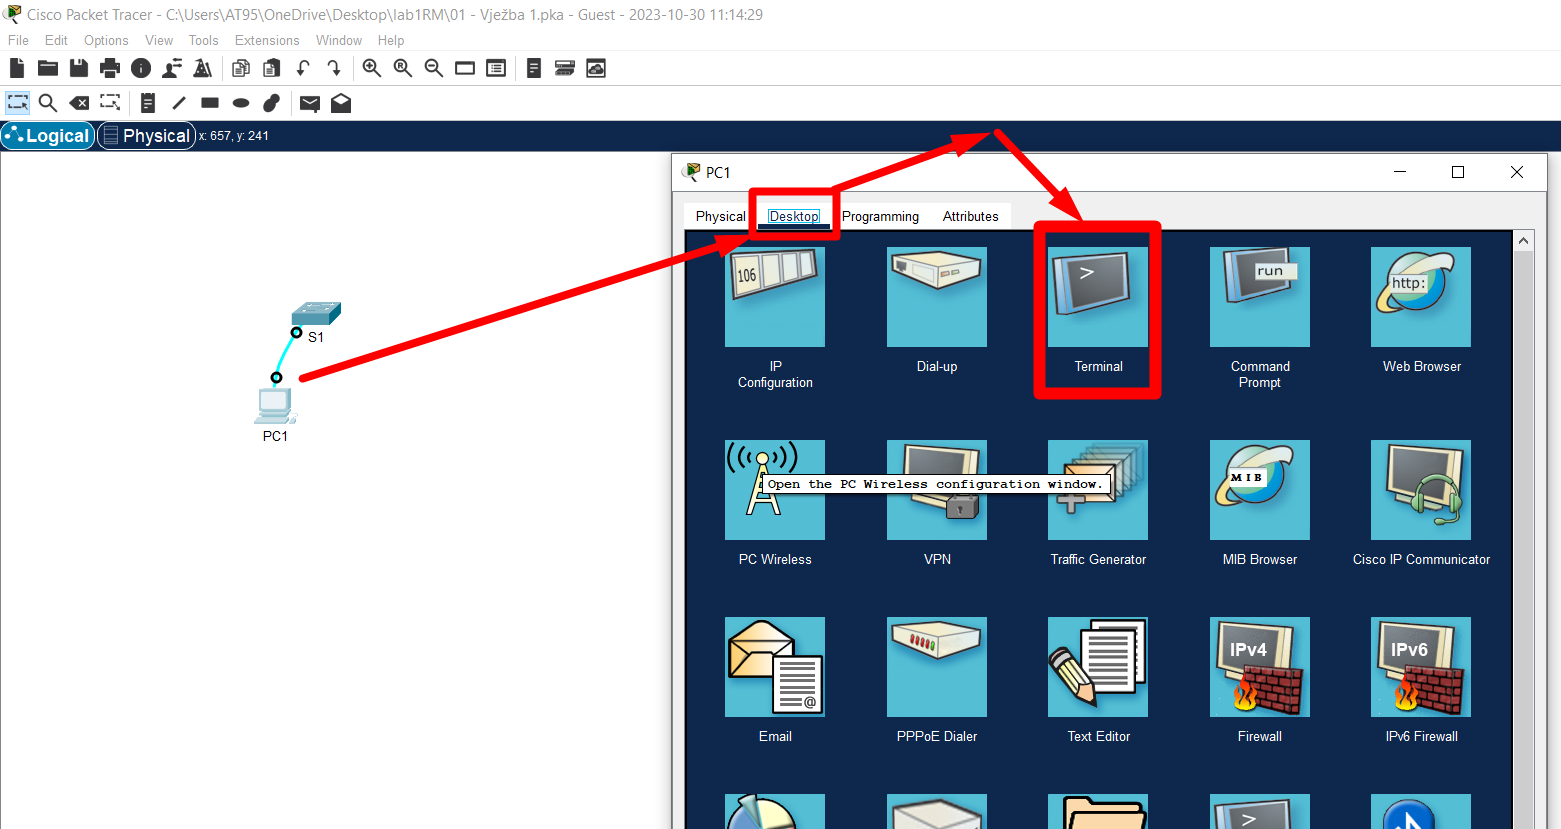 Cisco Packet Tracer - C:\Users\AT95\OneDrive\Desktop\lab1RM\01 - Vježba 1.pka - Guest - 2023-10-30 11:14:29
File Edit Options View Tools Extensions Window Help
Logical Physical x: 657, y: 241
PC1
Physical Desktop Programming Attributes
106
>
run
http:
IP
Configuration
Dial-up
Terminal
Command
Prompt
Web Browser
S1
PC1
MIB
Open the PC Wireless configuration window.
PC Wireless
VPN
Traffic Generator
MIB Browser
Cisco IP Communicator
@
IPv4
IPv6
Email
PPPoE Dialer
Text Editor
Firewall
IPv6 Firewall
>